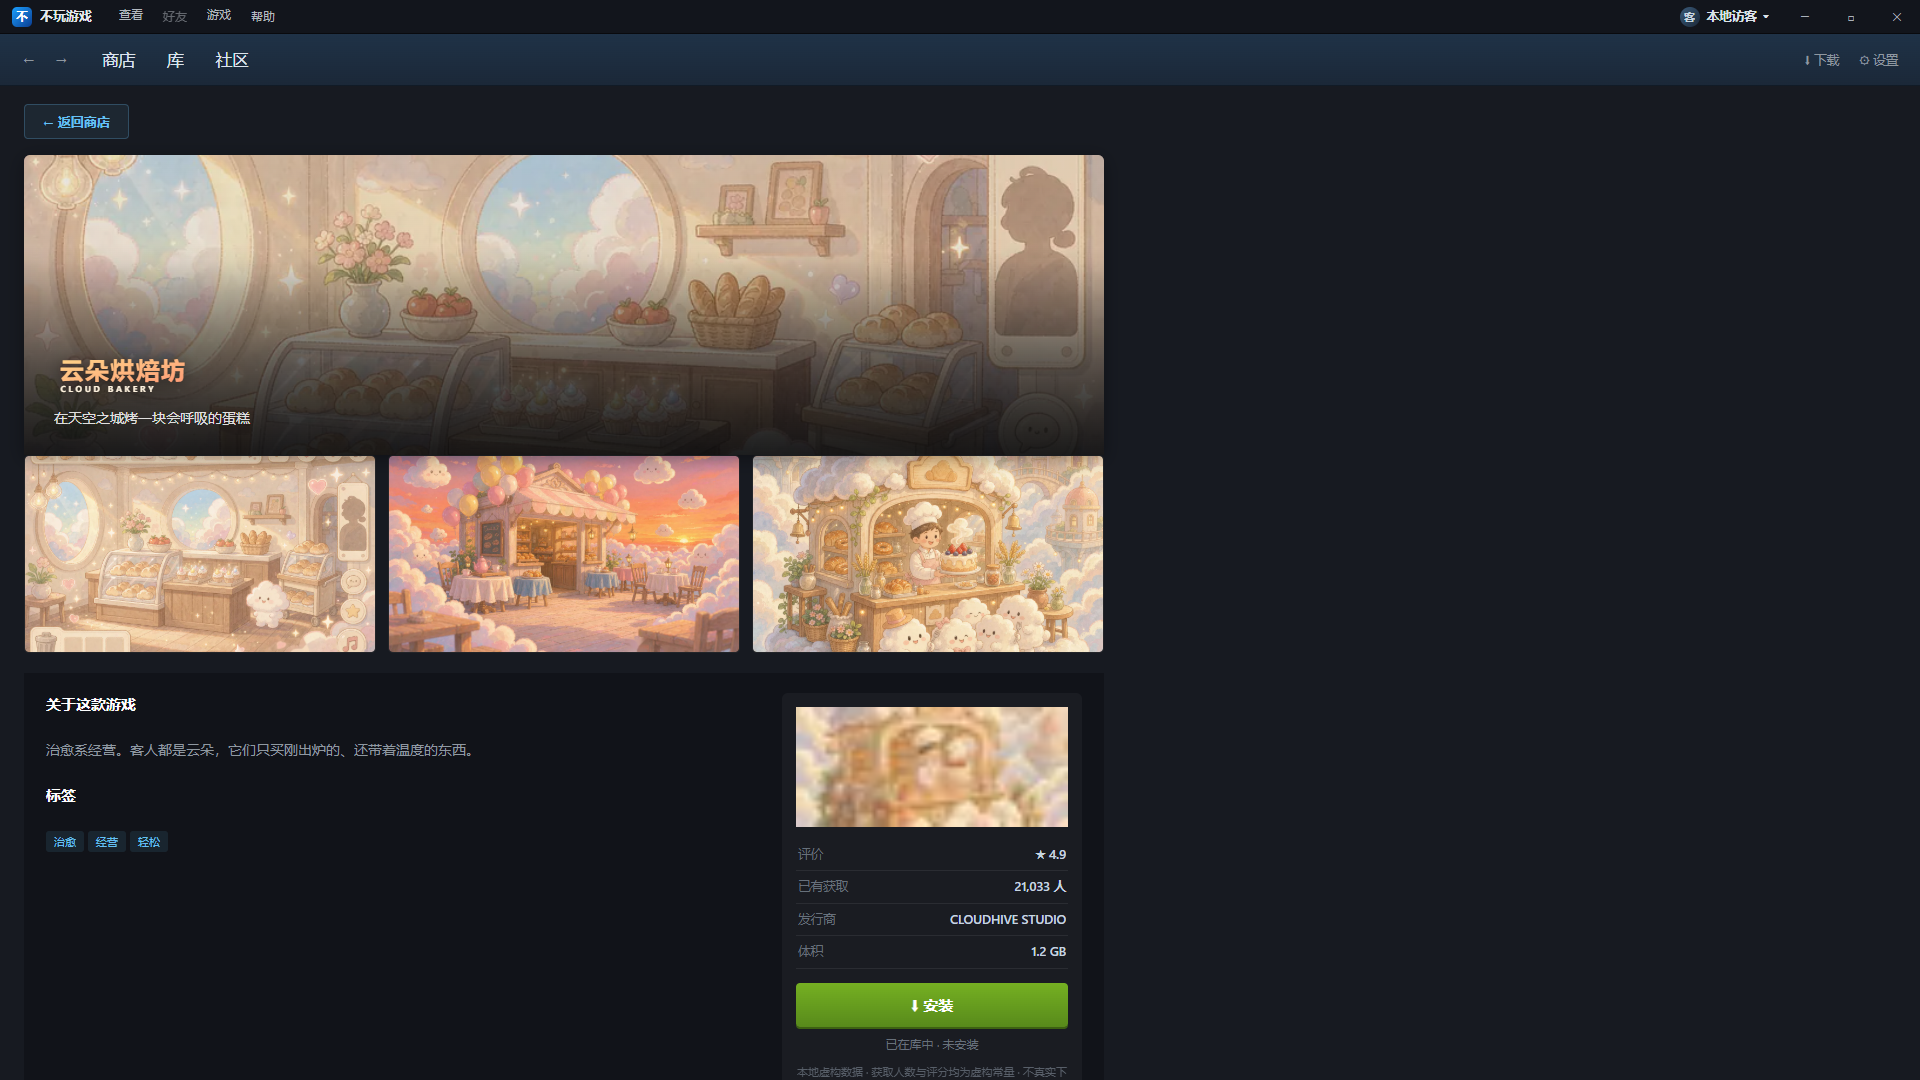 不 不玩游戏 查看 好友 游戏 帮助 客 本地访客
← → 商店 库 社区 ⬇下载 ⚙ 设置
← 返回商店
云朵烘焙坊
CLOUD BAKERY
在天空之城烤一块会呼吸的蛋糕
关于这款游戏
治愈系经营。客人都是云朵，它们只买刚出炉的、还带着温度的东西。
标签
治愈 经营 轻松
评价 ★ 4.9
已有获取 21,033 人
发行商 CLOUDHIVE STUDIO
体积 1.2 GB
⬇ 安装
已在库中 · 未安装
本地虚构数据 · 获取人数与评分均为虚构常量 · 不真实下